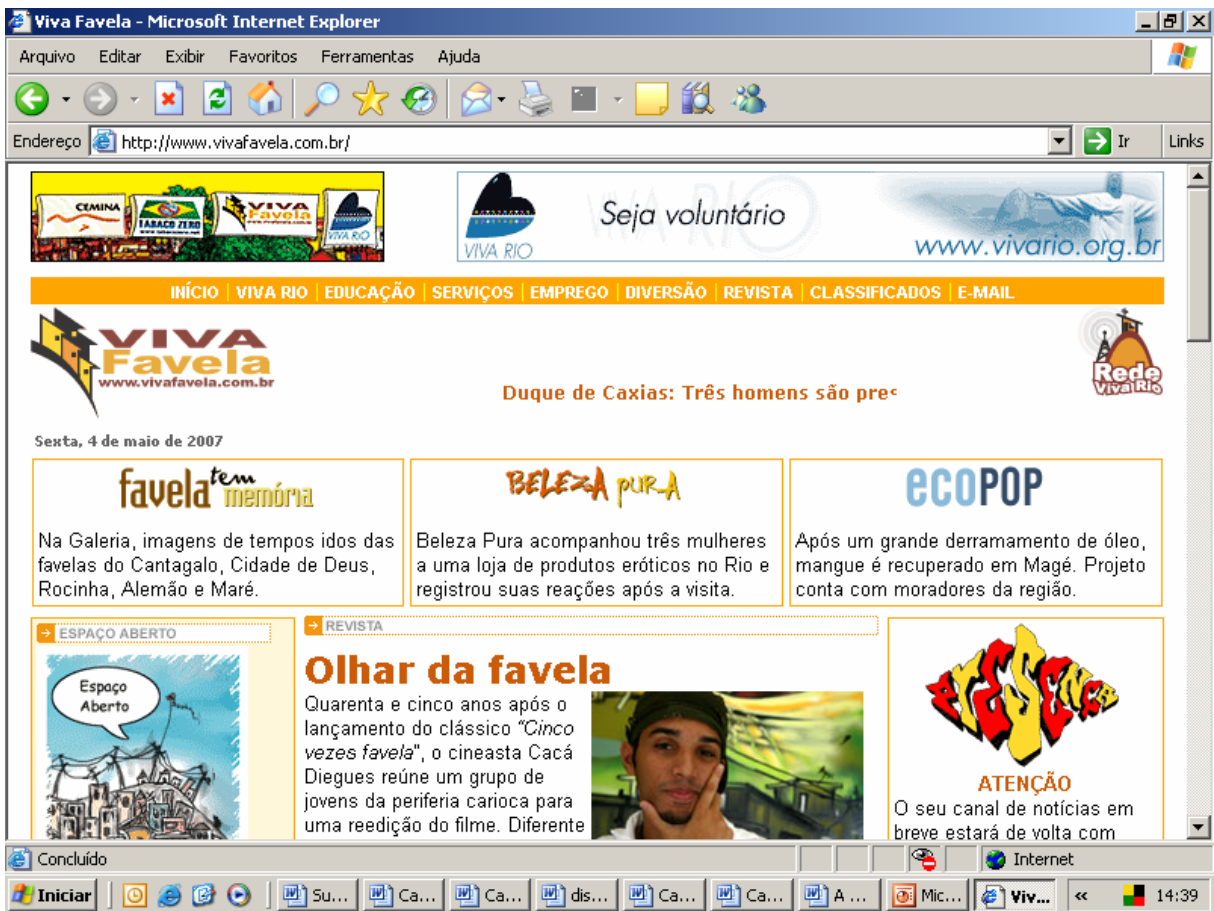 Viva Favela - Microsoft Internet Explorer
Arquivo Editar Exibir Favoritos Ferramentas Ajuda
Endereço http://www.vivafavela.com.br/ Ir Links
CEMINA TABACO ZERO VIVA Favela VIVA RIO
VIVA RIO Seja voluntário www.vivario.org.br
INÍCIO | VIVA RIO | EDUCAÇÃO | SERVIÇOS | EMPREGO | DIVERSÃO | REVISTA | CLASSIFICADOS | E-MAIL
VIVA
Favela
www.vivafavela.com.br
Duque de Caxias: Três homens são pres
Rede
Viva Rio
Sexta, 4 de maio de 2007
favela tem memória
Na Galeria, imagens de tempos idos das
favelas do Cantagalo, Cidade de Deus,
Rocinha, Alemão e Maré.
BELEZA PURA
Beleza Pura acompanhou três mulheres
a uma loja de produtos eróticos no Rio e
registrou suas reações após a visita.
ecoPOP
Após um grande derramamento de óleo,
mangue é recuperado em Magé. Projeto
conta com moradores da região.
ESPAÇO ABERTO
Espaço
Aberto
REVISTA
Olhar da favela
Quarenta e cinco anos após o
lançamento do clássico "Cinco
vezes favela", o cineasta Cacá
Diegues reúne um grupo de
jovens da periferia carioca para
uma reedição do filme. Diferente
PRESENÇA
ATENÇÃO
O seu canal de notícias em
breve estará de volta com
Concluído Internet
Iniciar Su... Ca... Ca... dis... Ca... Ca... A ... Mic... Viv... « 14:39